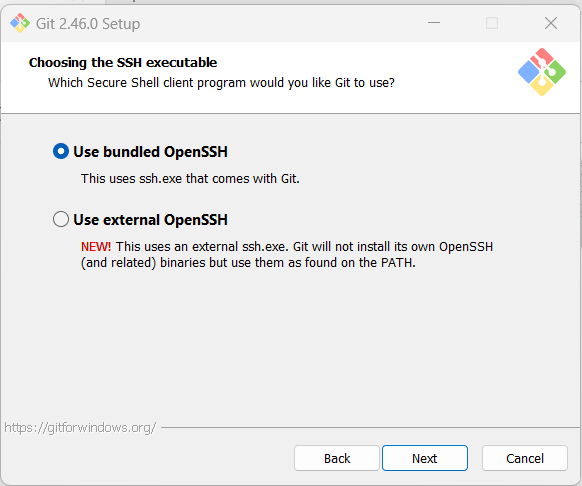 Git 2.46.0 Setup
Choosing the SSH executable
Which Secure Shell client program would you like Git to use?
Use bundled OpenSSH
This uses ssh.exe that comes with Git.
Use external OpenSSH
NEW! This uses an external ssh.exe. Git will not install its own OpenSSH
(and related) binaries but use them as found on the PATH.
https://gitforwindows.org/
Back
Next
Cancel